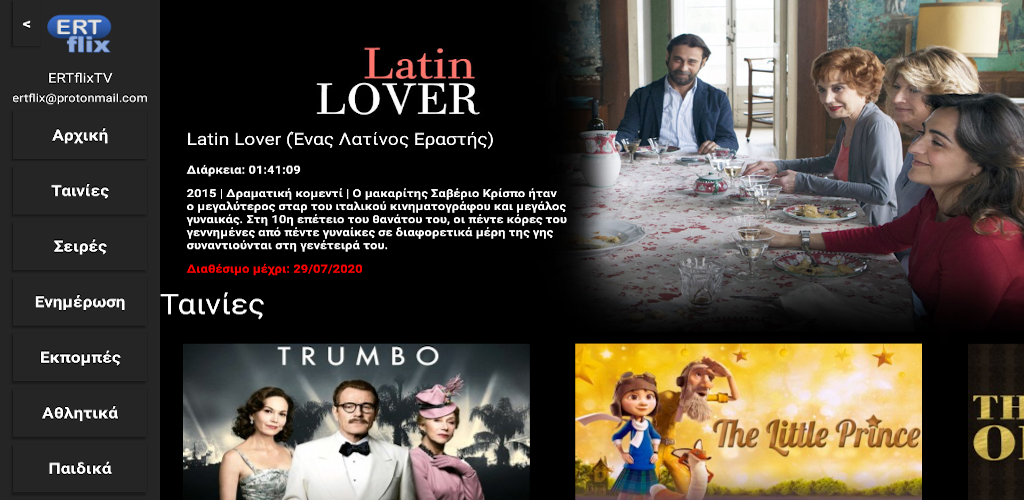 <
ERT
flix
ERTflixTV
ertflix@protonmail.com
Αρχική
Ταινίες
Σειρές
Ενημέρωση
Εκπομπές
Αθλητικά
Παιδικά
Latin
LOVER
Latin Lover (Ένας Λατίνος Εραστής)
Διάρκεια: 01:41:09
2015 | Δραματική κομεντί | Ο μακαρίτης Σαβέριο Κρίσπο ήταν
ο μεγαλύτερος σταρ του ιταλικού κινηματογράφου και μεγάλος
γυναικάς. Στη 10η επέτειο του θανάτου του, οι πέντε κόρες του
γεννημένες από πέντε γυναίκες σε διαφορετικά μέρη της γης
συναντιούνται στη γενέτειρά του.
Διαθέσιμο μέχρι: 29/07/2020
Ταινίες
TRUMBO
The Little Prince